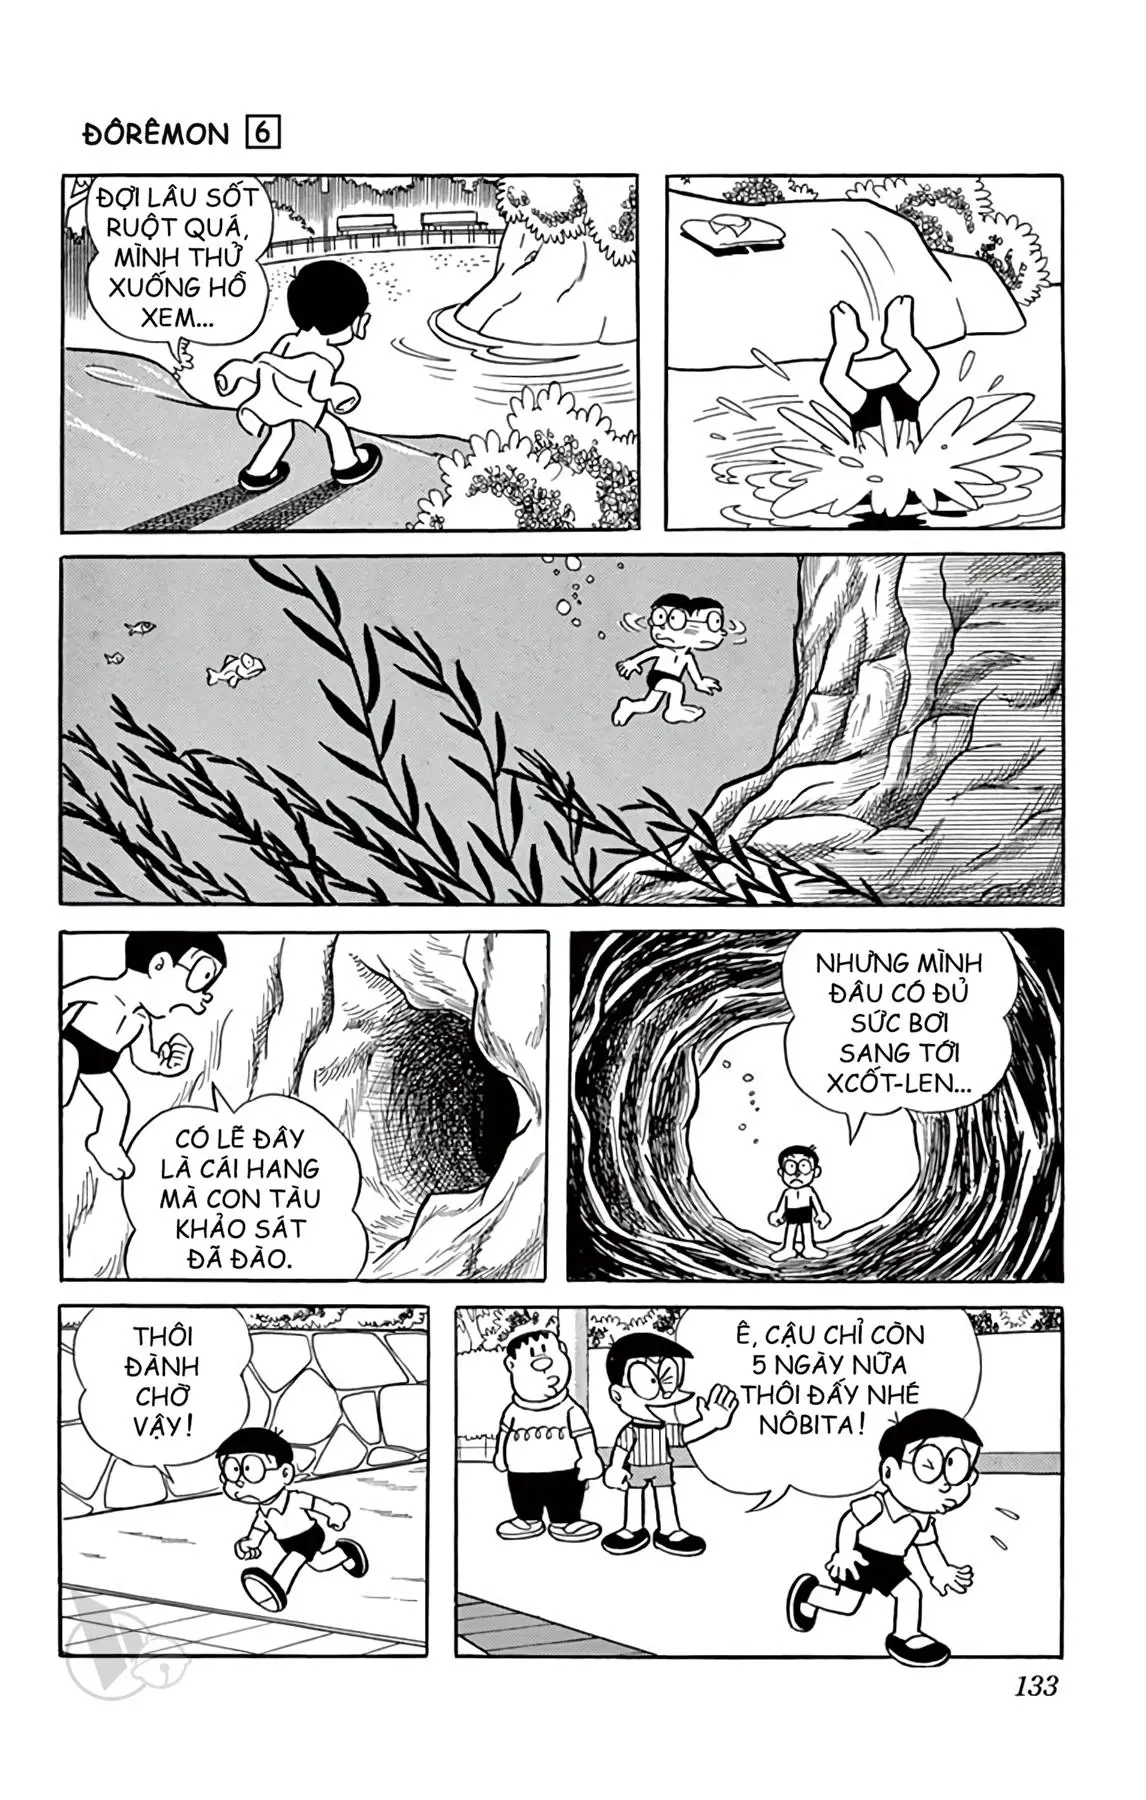 ĐÔRÊMON 6
ĐỢI LÂU SỐT
RUỘT QUÁ,
MÌNH THỬ
XUỐNG HỒ
XEM...
CÓ LẼ ĐÂY
LÀ CÁI HANG
MÀ CON TÀU
KHẢO SÁT
ĐÃ ĐÀO.
NHƯNG MÌNH
ĐÂU CÓ ĐỦ
SỨC BƠI
SANG TỚI
XCỐT-LEN...
THÔI
ĐÀNH
CHỜ
VẬY!
Ê, CẬU CHỈ CÒN
5 NGÀY NỮA
THÔI ĐẤY NHÉ
NÔBITA!
133